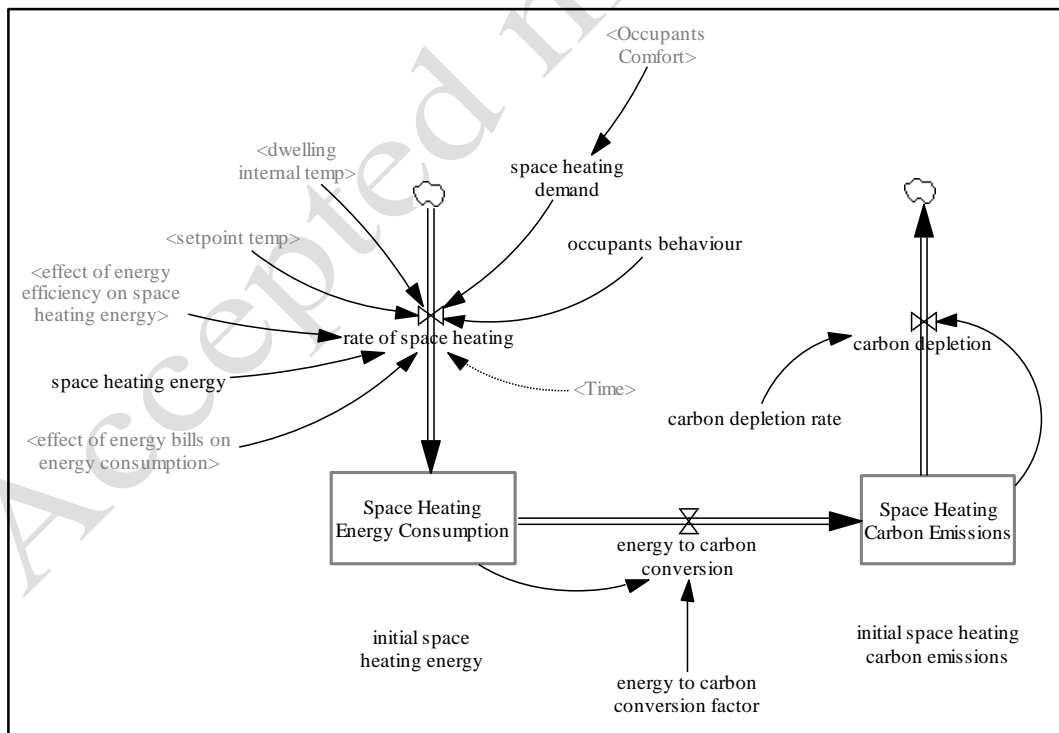 <Occupants
Comfort>
<dwelling
internal temp>
space heating
demand
<setpoint temp>
occupants behaviour
<effect of energy
efficiency on space
heating energy>
rate of space heating
carbon depletion
space heating energy
<Time>
carbon depletion rate
<effect of energy bills on
energy consumption>
Space Heating
Energy Consumption
Space Heating
Carbon Emissions
energy to carbon
conversion
initial space
heating energy
initial space heating
carbon emissions
energy to carbon
conversion factor
Accepted m